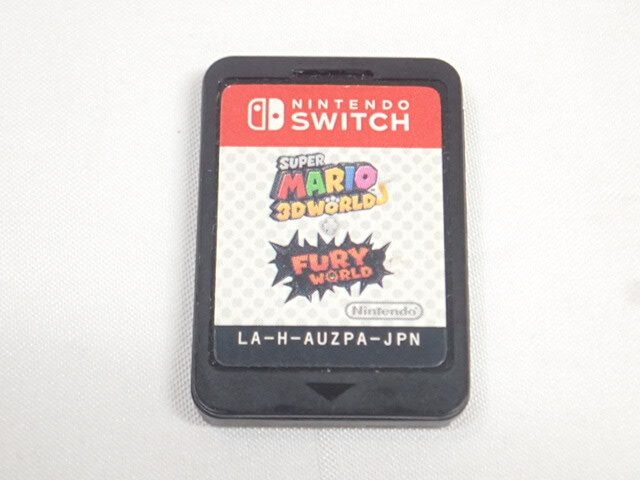 NINTENDO
SWITCH
SUPER
MARIO
3D WORLD
+
FURY
WORLD
Nintendo
LA-H-AUZPA-JPN